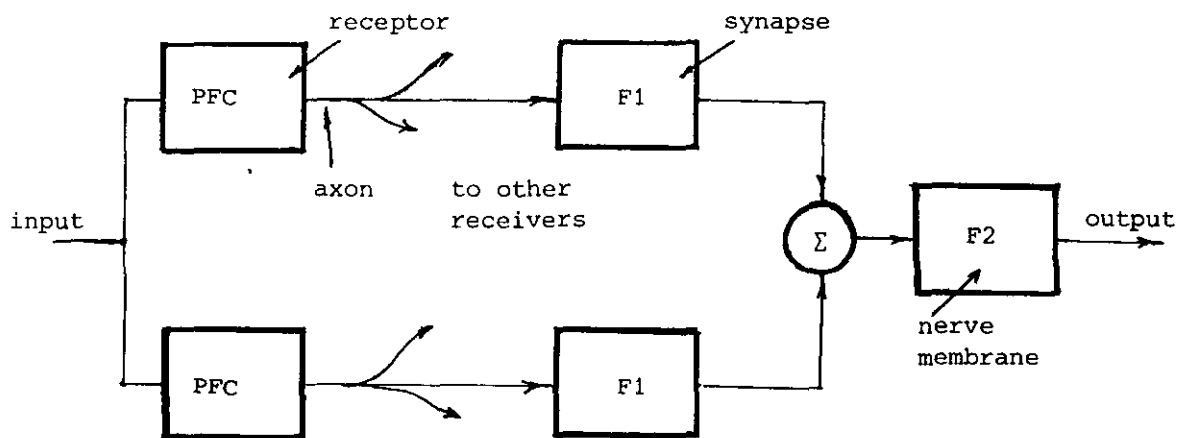 receptor
synapse
PFC
F1
axon
to other
receivers
input
Σ
F2
output
nerve
membrane
PFC
F1